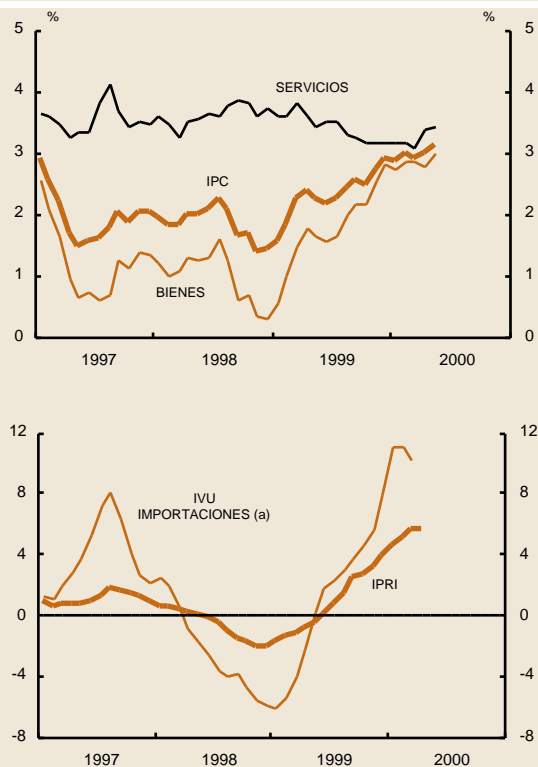 % %
5 5
SERVICIOS
4 4
3 3
IPC
2 2
1 1
BIENES
0 0
1997 1998 1999 2000
12 12
8 8
IVU
IMPORTACIONES (a)
4 4
IPRI
0 0
-4 -4
-8 -8
1997 1998 1999 2000